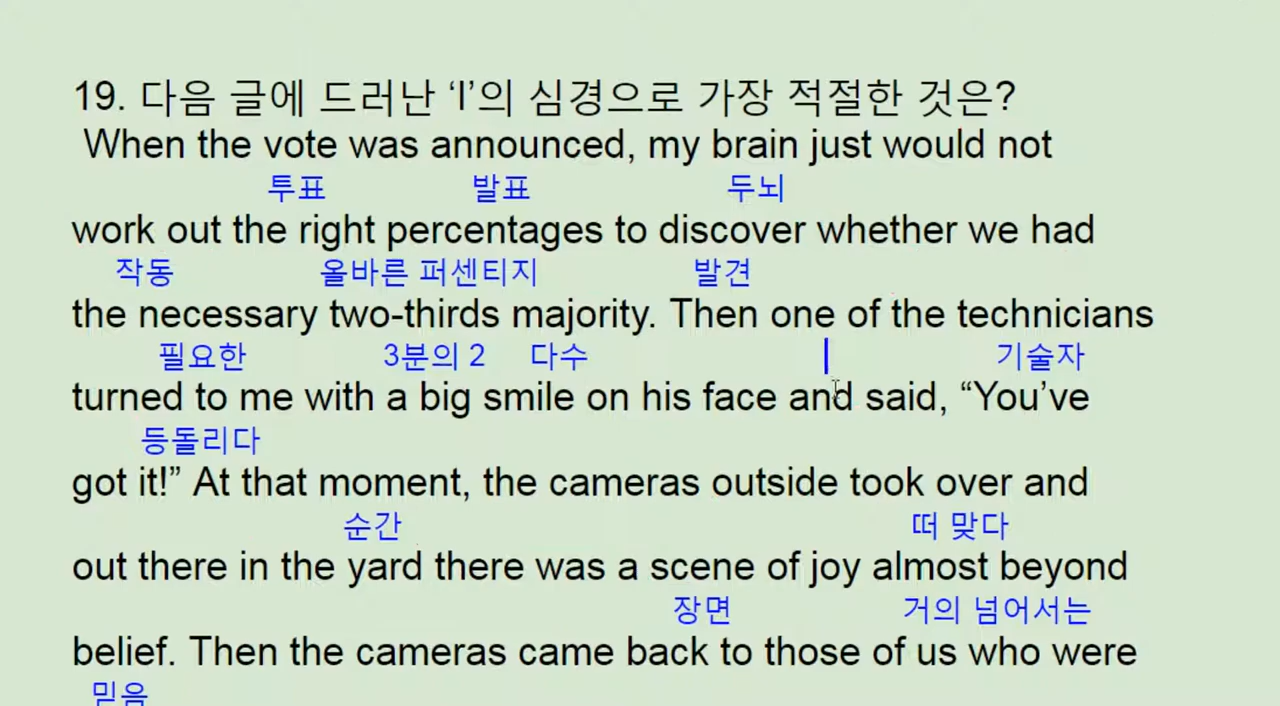 19. 다음 글에 드러난 ‘I’의 심경으로 가장 적절한 것은?
When the vote was announced, my brain just would not
투표 발표 두뇌
work out the right percentages to discover whether we had
작동 올바른 퍼센티지 발견
the necessary two-thirds majority. Then one of the technicians
필요한 3분의 2 다수 기술자
turned to me with a big smile on his face and said, “You’ve
등돌리다
got it!” At that moment, the cameras outside took over and
순간 떠 맞다
out there in the yard there was a scene of joy almost beyond
장면 거의 넘어서는
belief. Then the cameras came back to those of us who were
믿음